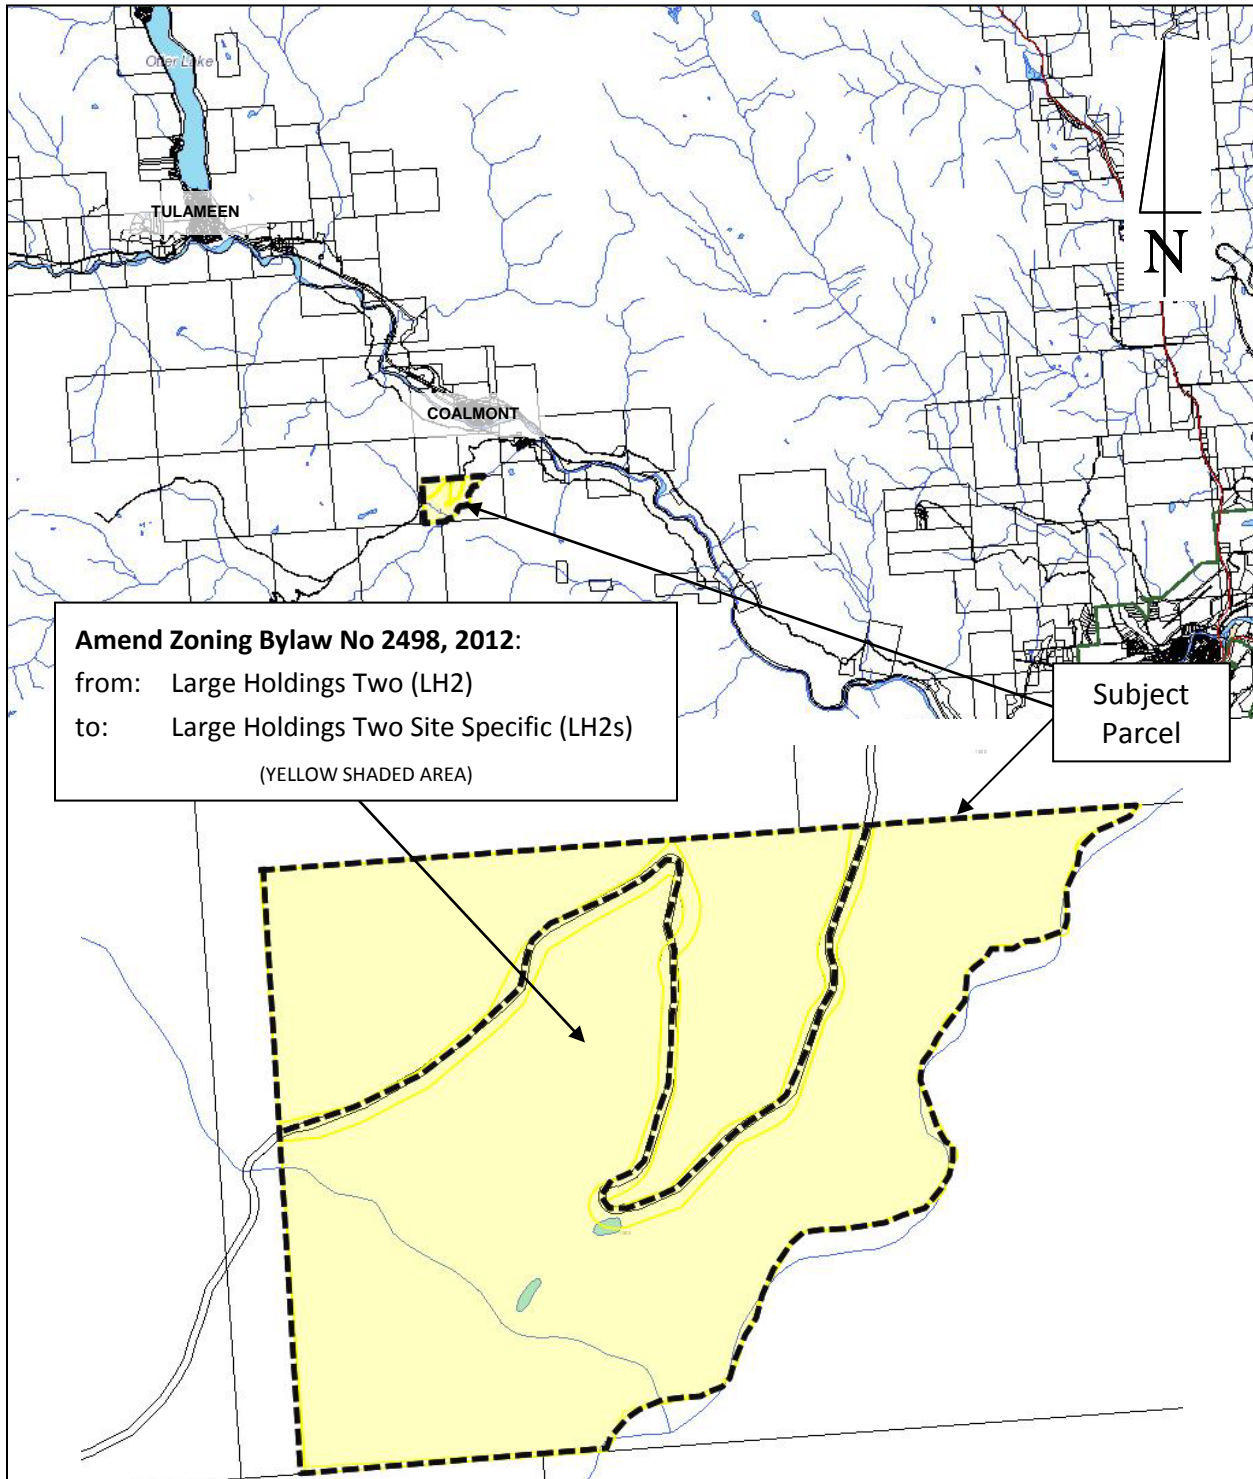 Otter Lake
TULAMEEN
N
COALMONT
Amend Zoning Bylaw No 2498, 2012:
from: Large Holdings Two (LH2)
to: Large Holdings Two Site Specific (LH2s)
(YELLOW SHADED AREA)
Subject
Parcel